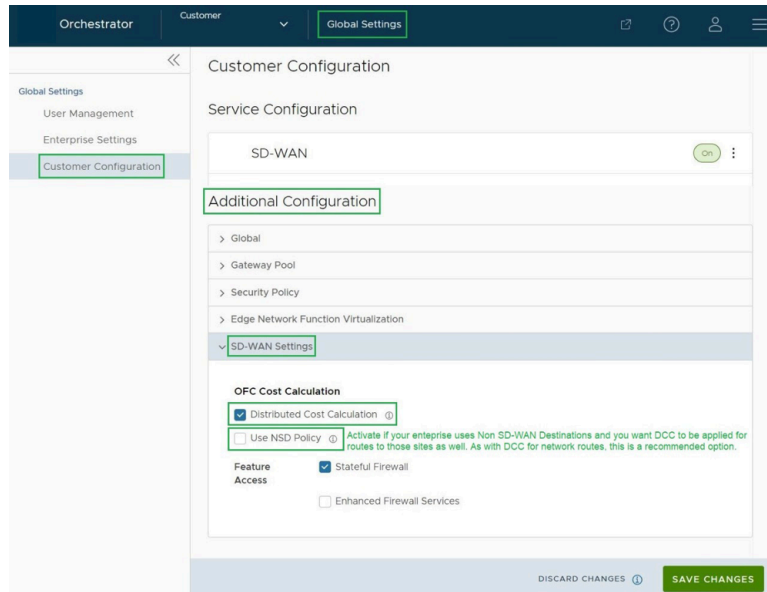 Orchestrator
Customer
Global Settings
Global Settings
User Management
Enterprise Settings
Customer Configuration
Customer Configuration
Service Configuration
SD-WAN
On
Additional Configuration
Global
Gateway Pool
Security Policy
Edge Network Function Virtualization
SD-WAN Settings
OFC Cost Calculation
Distributed Cost Calculation
Use NSD Policy
Activate if your enteprise uses Non SD-WAN Destinations and you want DCC to be applied for
routes to those sites as well. As with DCC for network routes, this is a recommended option.
Feature
Access
Stateful Firewall
Enhanced Firewall Services
DISCARD CHANGES
SAVE CHANGES